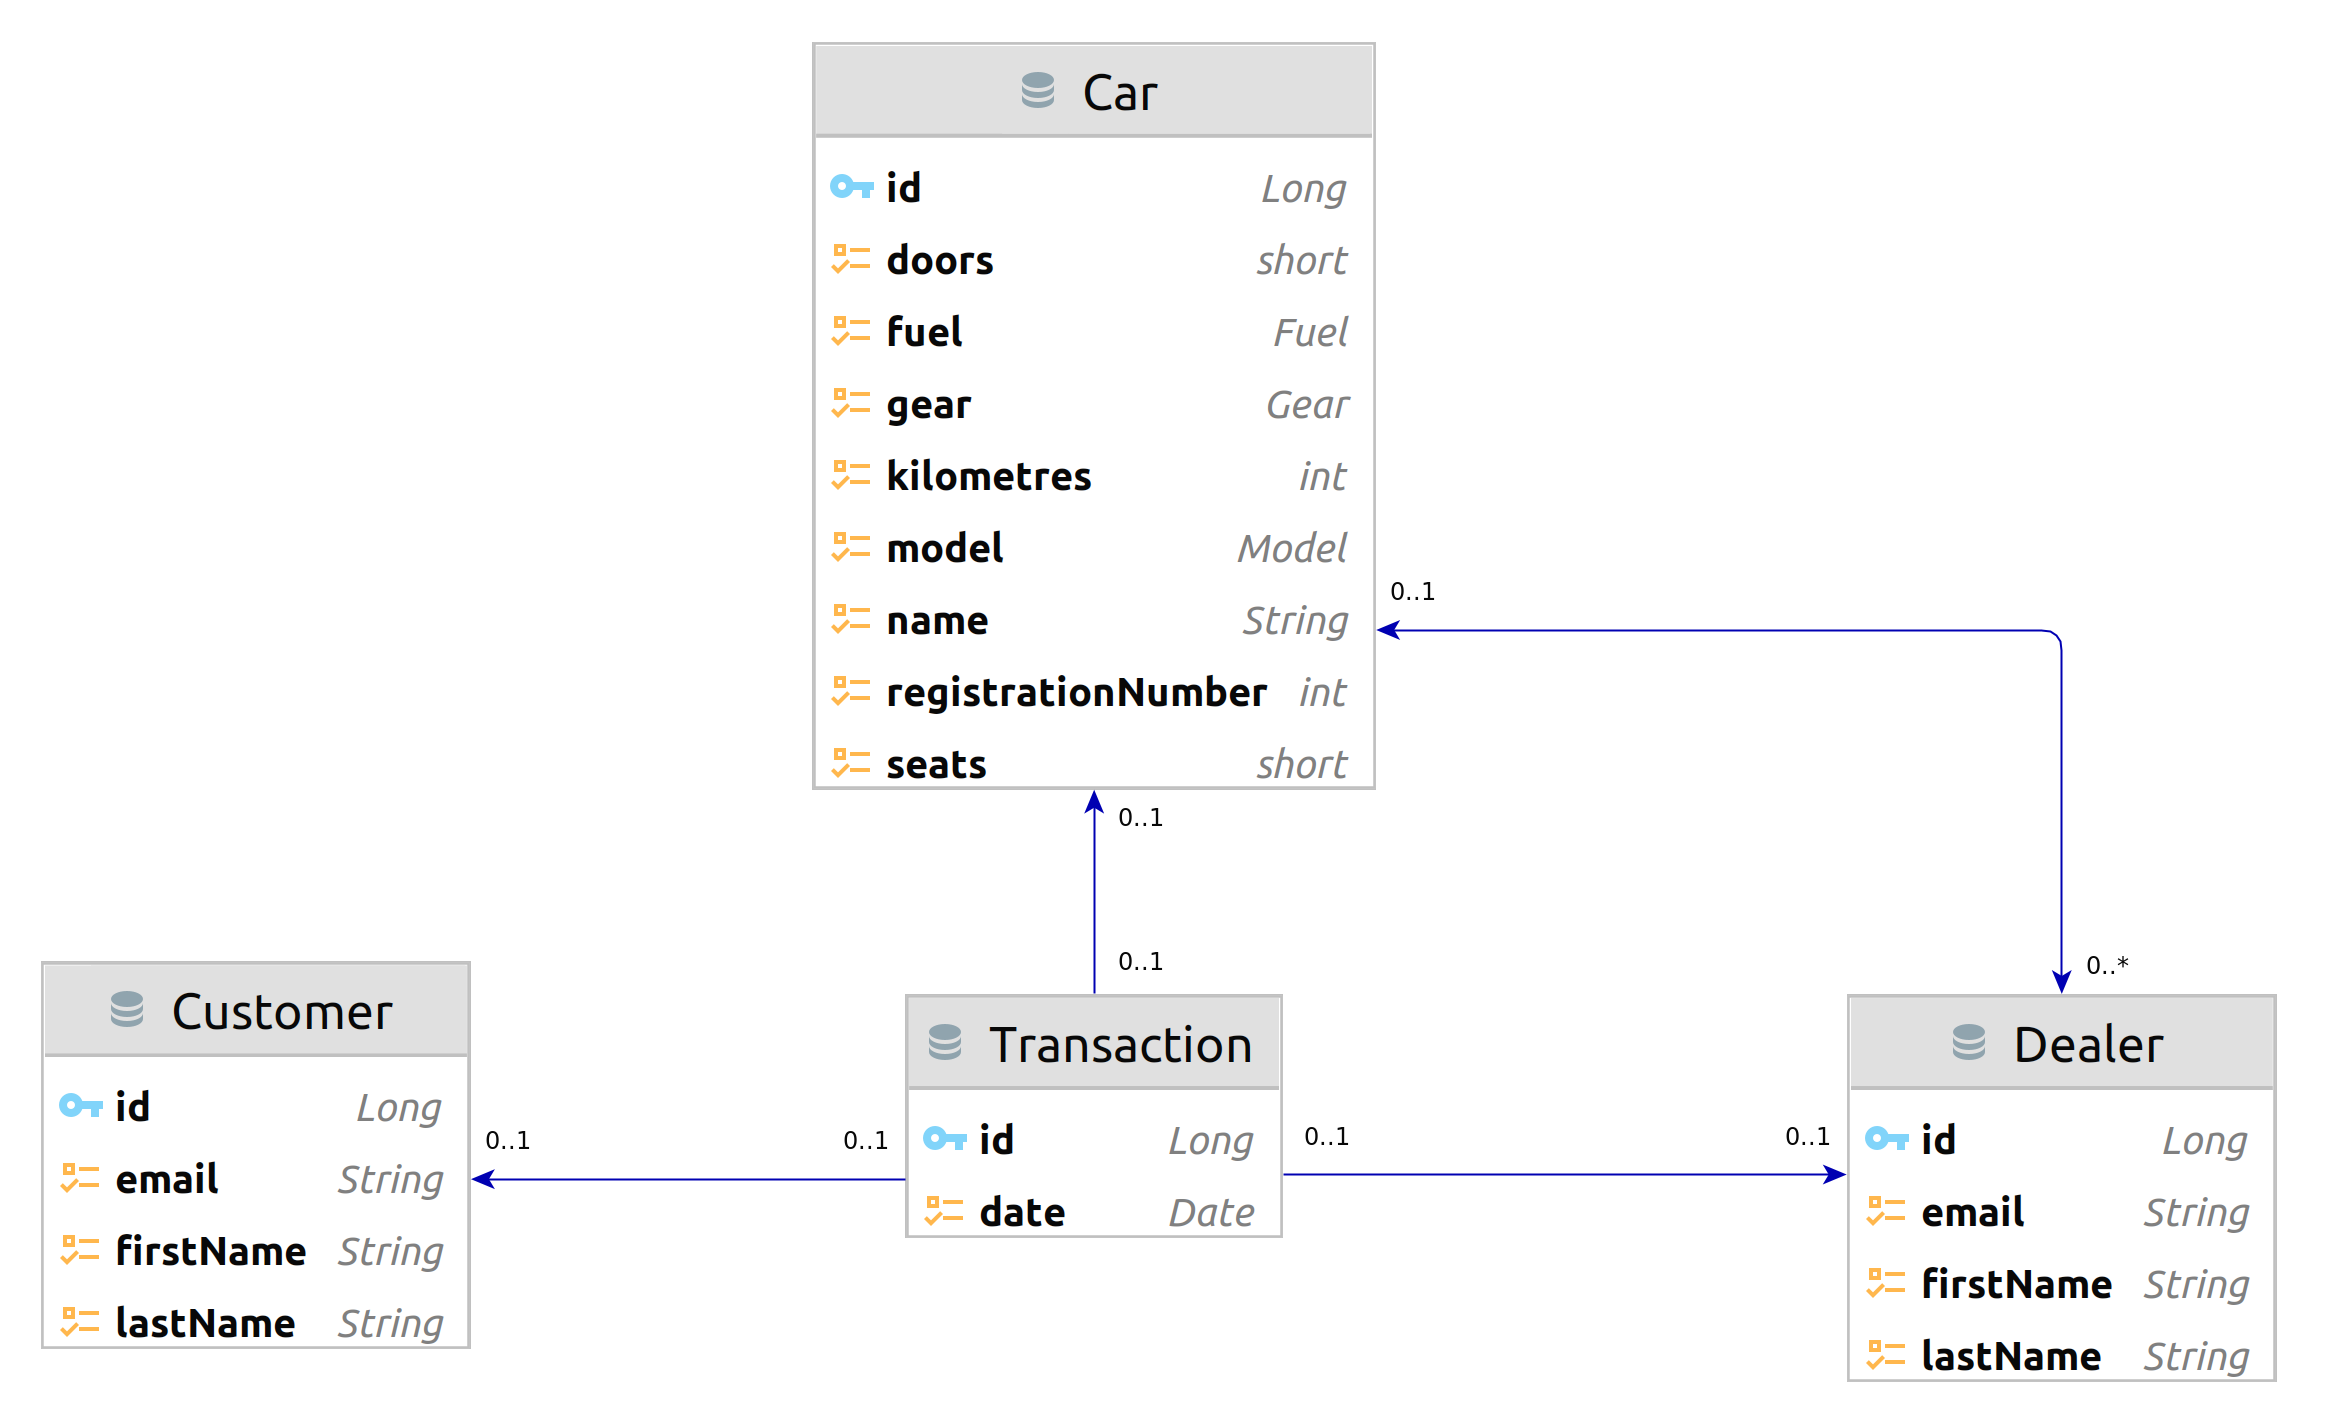 Car
id Long
doors short
fuel Fuel
gear Gear
kilometres int
model Model
name String
registrationNumber int
seats short
0..1
0..*
0..1
0..1
Customer
id Long
email String
firstName String
lastName String
0..1
0..1
Transaction
id Long
date Date
0..1
0..1
Dealer
id Long
email String
firstName String
lastName String